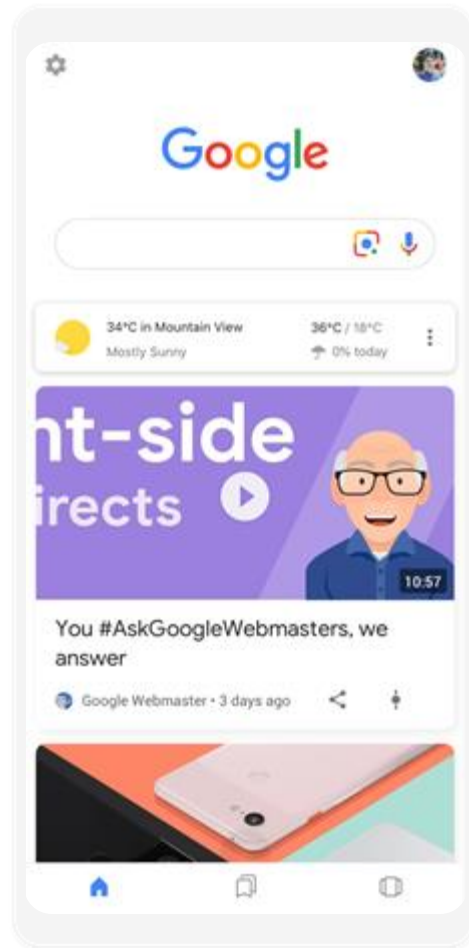 Google
34°C in Mountain View
36°C / 18°C
Mostly Sunny
0% today
nt-side
irects
10:57
You #AskGoogleWebmasters, we
answer
Google Webmaster • 3 days ago